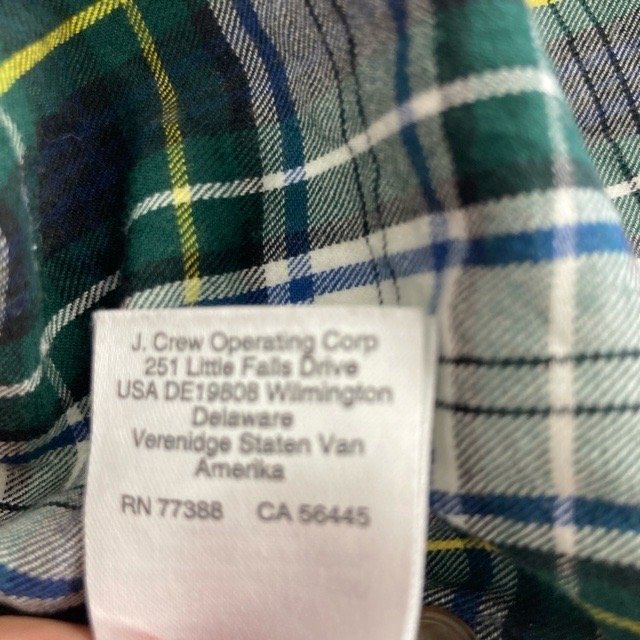 J. Crew Operating Corp
251 Little Falls Drive
USA DE19808 Wilmington
Delaware
Verenidge Staten Van
Amerika
RN 77388 CA 56445